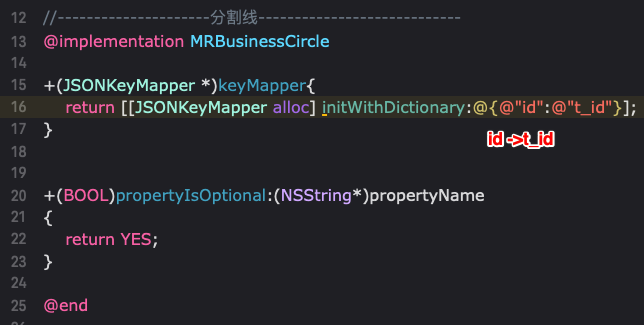 12 //--------------------分割线---------------------------
13 @implementation MRBusinessCircle
14
15 +(JSONKeyMapper *)keyMapper{
16 return [[JSONKeyMapper alloc] initWithDictionary:@{@"id":@"t_id"}];
17 }
id ->t_id
18
19
20 +(BOOL)propertyIsOptional:(NSString*)propertyName
21 {
22 return YES;
23 }
24
25 @end